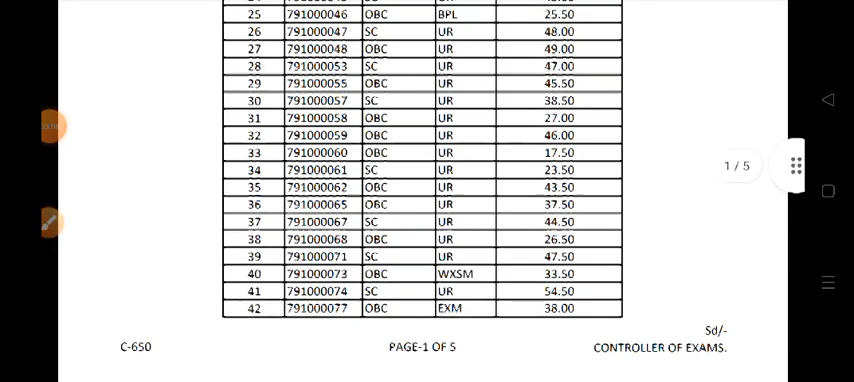 25 791000046 OBC BPL 25.50
26 791000047 SC UR 48.00
27 791000048 OBC UR 49.00
28 791000053 SC UR 47.00
29 791000055 OBC UR 45.50
30 791000057 SC UR 38.50
31 791000058 OBC UR 27.00
32 791000059 OBC UR 46.00
33 791000060 OBC UR 17.50
34 791000061 SC UR 23.50
35 791000062 OBC UR 43.50
36 791000065 OBC UR 37.50
37 791000067 SC UR 44.50
38 791000068 OBC UR 26.50
39 791000071 SC UR 47.50
40 791000073 OBC WXSM 33.50
41 791000074 SC UR 54.50
42 791000077 OBC EXM 38.00
1 / 5
Sd/-
C-650 PAGE-1 OF 5 CONTROLLER OF EXAMS.